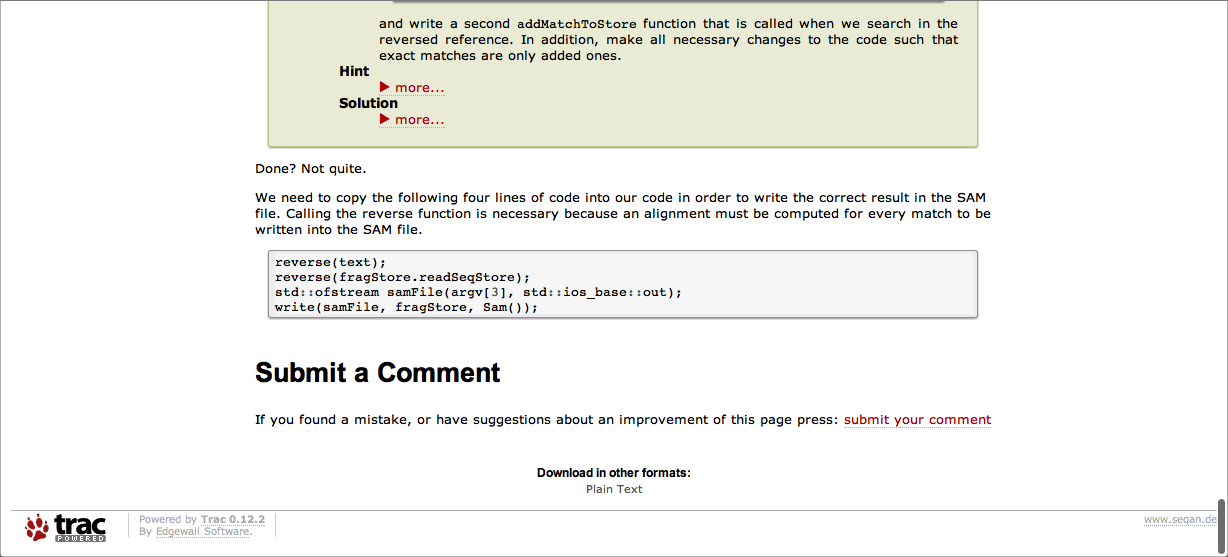 and write a second addMatchToStore function that is called when we search in the
reversed reference. In addition, make all necessary changes to the code such that
exact matches are only added ones.
Hint
▶ more...
Solution
▶ more...
Done? Not quite.
We need to copy the following four lines of code into our code in order to write the correct result in the SAM
file. Calling the reverse function is necessary because an alignment must be computed for every match to be
written into the SAM file.
reverse(text);
reverse(fragStore.readSeqStore);
std::ofstream samFile(argv[3], std::ios_base::out);
write(samFile, fragStore, Sam());
Submit a Comment
If you found a mistake, or have suggestions about an improvement of this page press: submit your comment
Download in other formats:
Plain Text
trac
POWERED
Powered by Trac 0.12.2
By Edgewall Software.
www.seqan.de